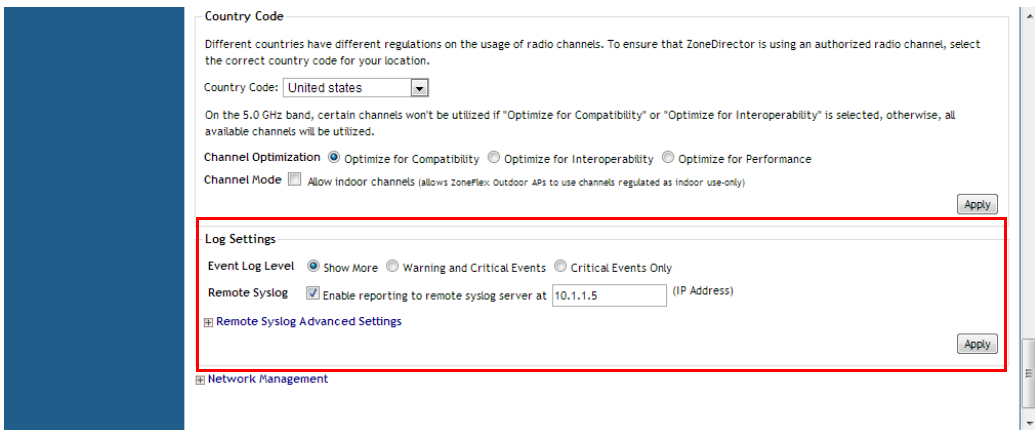 Country Code
Different countries have different regulations on the usage of radio channels. To ensure that ZoneDirector is using an authorized radio channel, select
the correct country code for your location.
Country Code: United states
On the 5.0 GHz band, certain channels won't be utilized if "Optimize for Compatibility" or "Optimize for Interoperability" is selected, otherwise, all
available channels will be utilized.
Channel Optimization Optimize for Compatibility Optimize for Interoperability Optimize for Performance
Channel Mode Allow indoor channels (allows ZoneFlex Outdoor APs to use channels regulated as indoor use-only)
Apply
Log Settings
Event Log Level Show More Warning and Critical Events Critical Events Only
Remote Syslog Enable reporting to remote syslog server at 10.1.1.5 (IP Address)
Remote Syslog Advanced Settings
Apply
Network Management